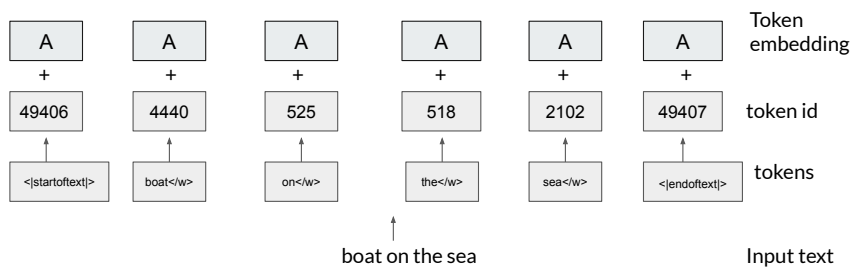 A A A A A A Token
embedding
+ + + + + +
49406 4440 525 518 2102 49407 token id
<|startoftext|> boat</w> on</w> the</w> sea</w> <|endoftext|> tokens
boat on the sea Input text